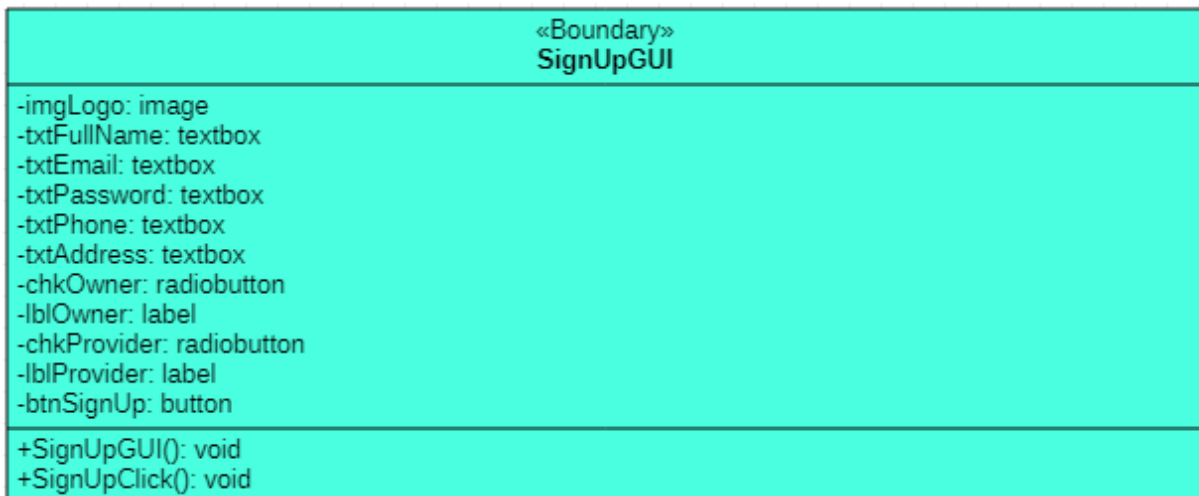 «Boundary»
SignUpGUI
-imgLogo: image
-txtFullName: textbox
-txtEmail: textbox
-txtPassword: textbox
-txtPhone: textbox
-txtAddress: textbox
-chkOwner: radiobutton
-lblOwner: label
-chkProvider: radiobutton
-lblProvider: label
-btnSignUp: button
+SignUpGUI(): void
+SignUpClick(): void